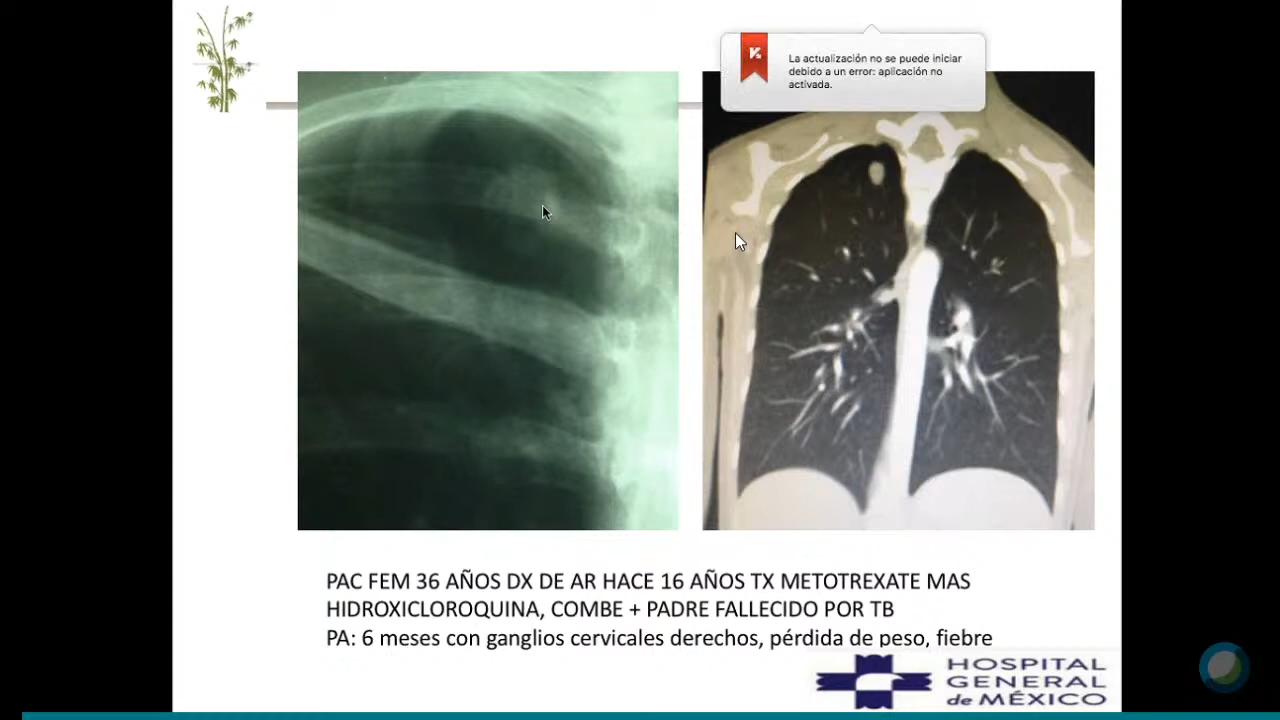 La actualización no se puede iniciar
debido a un error: aplicación no
activada.
PAC FEM 36 AÑOS DX DE AR HACE 16 AÑOS TX METOTREXATE MAS
HIDROXICLOROQUINA, COMBE + PADRE FALLECIDO POR TB
PA: 6 meses con ganglios cervicales derechos, pérdida de peso, fiebre
HOSPITAL
GENERAL
de MÉXICO